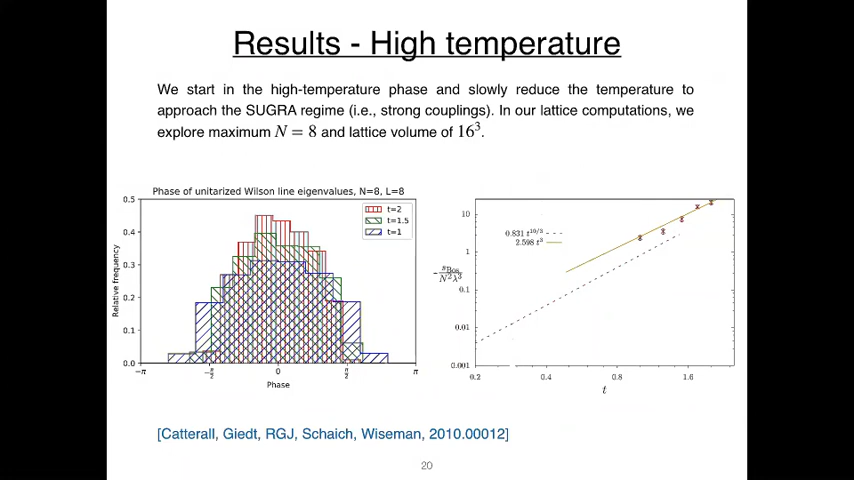 Results - High temperature
We start in the high-temperature phase and slowly reduce the temperature to
approach the SUGRA regime (i.e., strong couplings). In our lattice computations, we
explore maximum N = 8 and lattice volume of 16³.
Phase of unitarized Wilson line eigenvalues, N=8, L=8
t=2
t=1.5
t=1
Relative frequency
0.5
0.4
0.3
0.2
0.1
0.0
−π
−π/2
0
π/2
π
Phase
0.831 t^{10/3}
2.598 t³
10
1
0.1
0.01
0.001
0.2
0.4
0.8
1.6
t
[Catterall, Giedt, RGJ, Schaich, Wiseman, 2010.00012]
20